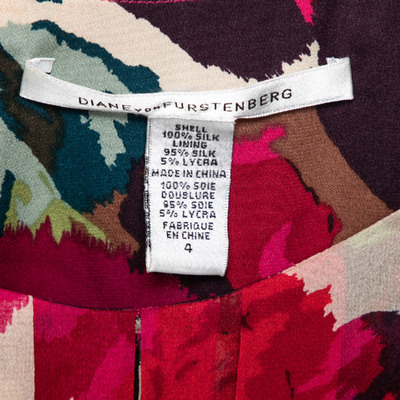 DIANE VON FURSTENBERG
SHELL
100% SILK
LINING
95% SILK
5% LYCRA
MADE IN CHINA
100% SOIE
DOUBLURE
95% SOIE
5% LYCRA
FABRIQUE
EN CHINE
4